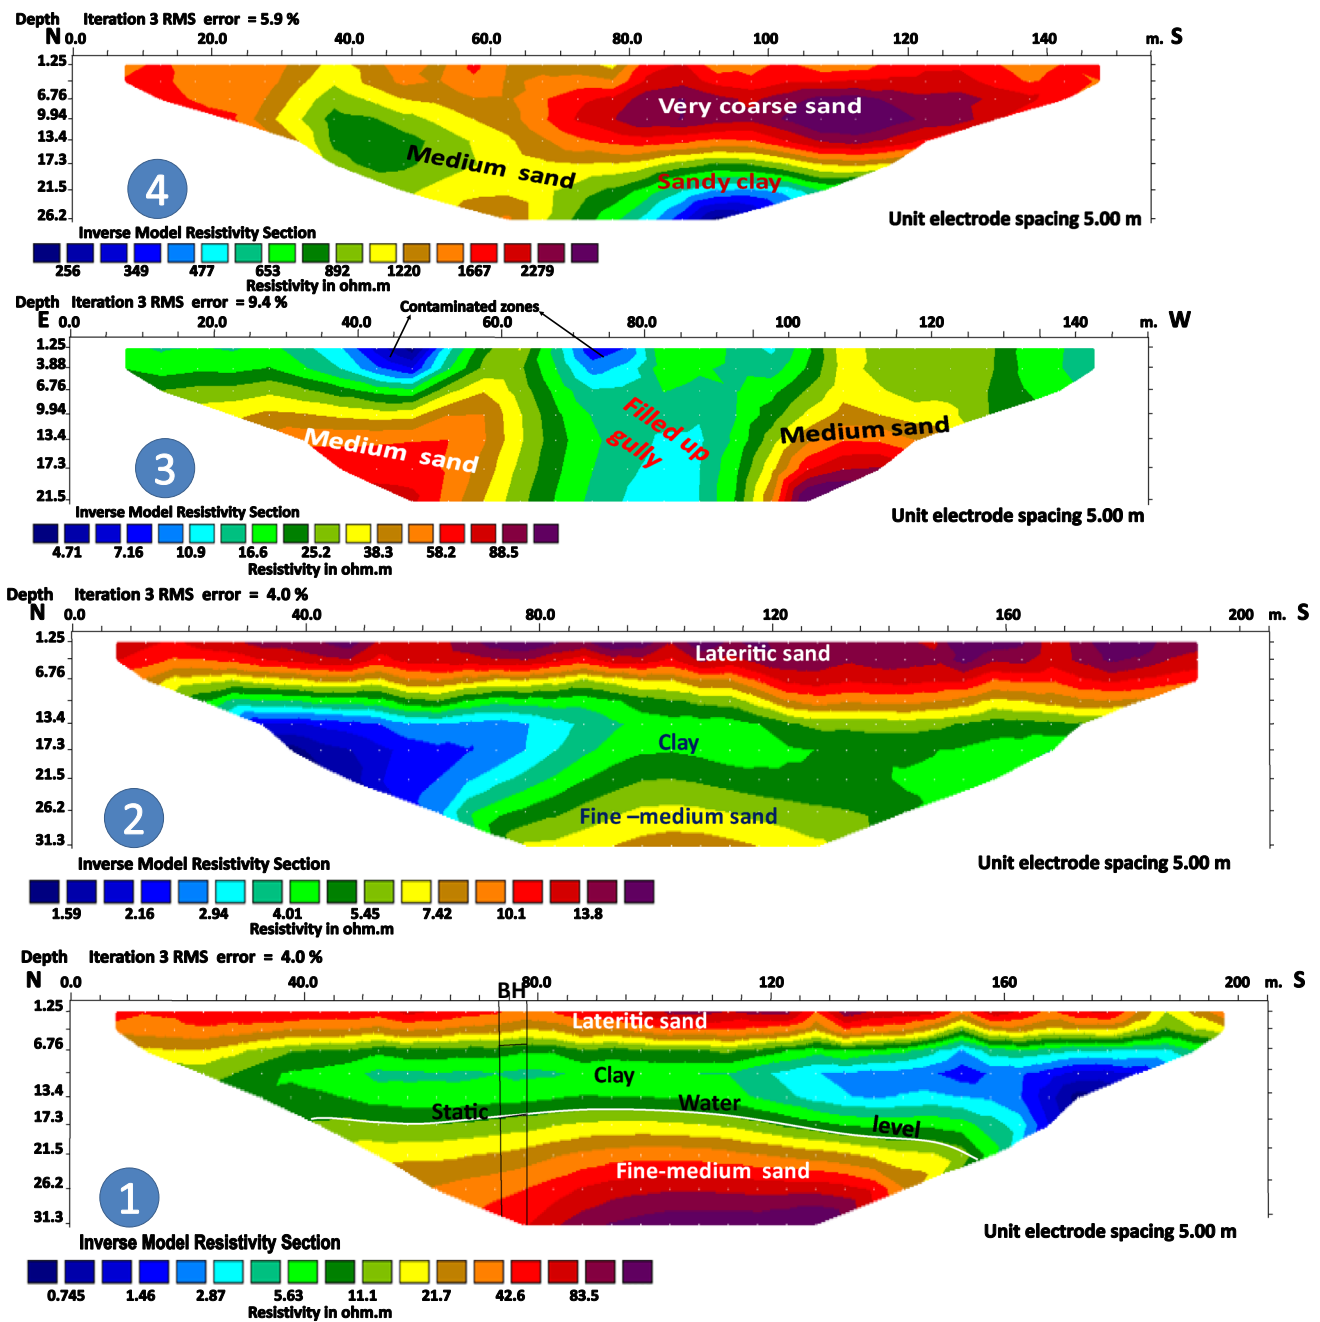 Depth Iteration 3 RMS error = 5.9 %
N 0.0 20.0 40.0 60.0 80.0 100 120 140 m. S
1.25
6.76
9.94
13.4
17.3
21.5
26.2
Very coarse sand
Medium sand
Sandy clay
4
Unit electrode spacing 5.00 m
Inverse Model Resistivity Section
256 349 477 653 892 1220 1667 2279
Resistivity in ohm.m
Depth Iteration 3 RMS error = 9.4 %
Contaminated zones
E 0.0 20.0 40.0 60.0 80.0 100 120 140 m. W
1.25
3.88
6.76
9.94
13.4
17.3
21.5
Filled up
gully
Medium sand
Medium sand
3
Unit electrode spacing 5.00 m
Inverse Model Resistivity Section
4.71 7.16 10.9 16.6 25.2 38.3 58.2 88.5
Resistivity in ohm.m
Depth Iteration 3 RMS error = 4.0 %
N 0.0 40.0 80.0 120 160 200 m. S
1.25
6.76
13.4
17.3
21.5
26.2
31.3
Lateritic sand
Clay
Fine –medium sand
2
Inverse Model Resistivity Section
Unit electrode spacing 5.00 m
1.59 2.16 2.94 4.01 5.45 7.42 10.1 13.8
Resistivity in ohm.m
Depth Iteration 3 RMS error = 4.0 %
N 0.0 40.0 80.0 120 160 200 m. S
BH
1.25
6.76
13.4
17.3
21.5
26.2
31.3
Lateritic sand
Clay
Static Water level
Fine-medium sand
1
Unit electrode spacing 5.00 m
Inverse Model Resistivity Section
0.745 1.46 2.87 5.63 11.1 21.7 42.6 83.5
Resistivity in ohm.m